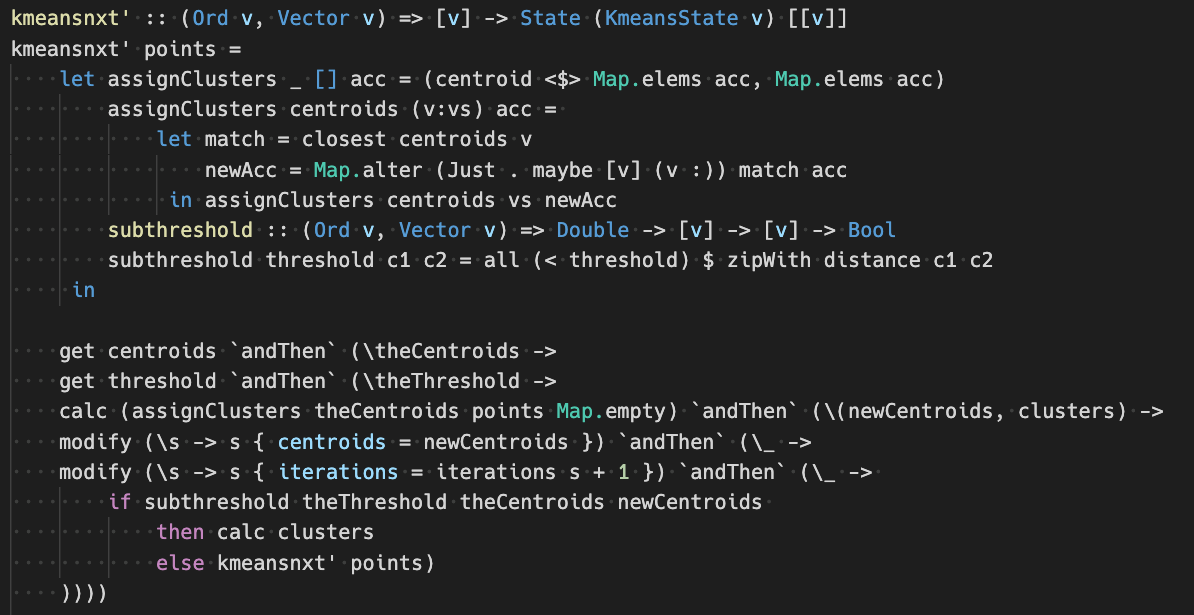 kmeansnxt' :: (Ord v, Vector v) => [v] -> State (KmeansState v) [[v]]
kmeansnxt' points =
    let assignClusters _ [] acc = (centroid <$> Map.elems acc, Map.elems acc)
        assignClusters centroids (v:vs) acc =
            let match = closest centroids v
                newAcc = Map.alter (Just . maybe [v] (v :)) match acc
             in assignClusters centroids vs newAcc
        subthreshold :: (Ord v, Vector v) => Double -> [v] -> [v] -> Bool
        subthreshold threshold c1 c2 = all (< threshold) $ zipWith distance c1 c2
     in

    get centroids `andThen` (\theCentroids ->
    get threshold `andThen` (\theThreshold ->
    calc (assignClusters theCentroids points Map.empty) `andThen` (\(newCentroids, clusters) ->
    modify (\s -> s { centroids = newCentroids }) `andThen` (\_ ->
    modify (\s -> s { iterations = iterations s + 1 }) `andThen` (\_ ->
        if subthreshold theThreshold theCentroids newCentroids
            then calc clusters
            else kmeansnxt' points)
    ))))